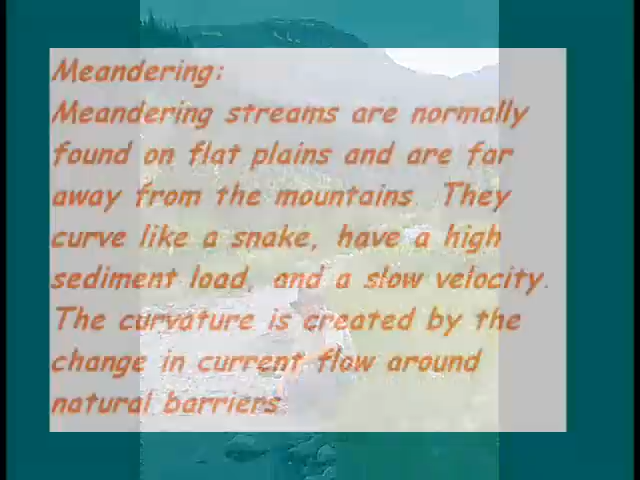 Meandering:
Meandering streams are normally
found on flat plains and are far
away from the mountains. They
curve like a snake, have a high
sediment load, and a slow velocity.
The curvature is created by the
change in current flow around
natural barriers.